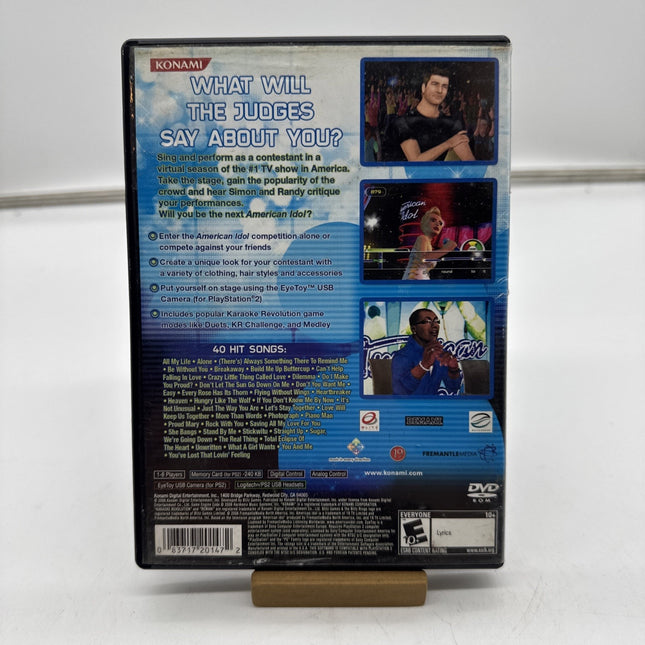 KONAMI
WHAT WILL
THE JUDGES
SAY ABOUT YOU?
Sing and perform as a contestant in a
virtual season of the #1 TV show in America.
Take the stage, gain the popularity of the
crowd and hear Simon and Randy critique
your performances.
Will you be the next American Idol?
Enter the American Idol competition alone or
compete against your friends
Create a unique look for your contestant with
a variety of clothing, hair styles and accessories
Put yourself on stage using the EyeToy™ USB
Camera (for PlayStation®2)
Includes popular Karaoke Revolution game
modes like Duets, KR Challenge, and Medley
40 HIT SONGS:
All My Life • Alone • (There's) Always Something There To Remind Me
• Be Without You • Breakaway • Build Me Up Buttercup • Can't Help
Falling In Love • Crazy Little Thing Called Love • Dilemma • Do I Make
You Proud? • Don't Let The Sun Go Down On Me • Don't You Want Me •
Easy • Every Rose Has Its Thorn • Flying Without Wings • Heartbreaker
• Heaven • Hungry Like The Wolf • If You Don't Know Me By Now • It's
Not Unusual • Just The Way You Are • Let's Stay Together • Love Will
Keep Us Together • More Than Words • Photograph • Piano Man
• Proud Mary • Rock With You • Saving All My Love For You
• She Bangs • Stand By Me • Stickwitu • Straight Up • Sugar,
We're Going Down • The Real Thing • Total Eclipse Of
The Heart • Unwritten • What A Girl Wants • You And Me
• You've Lost That Lovin' Feeling
American
Idol
round
BLITZ
BEMANI
FREMANTLEMEDIA
www.konami.com
1-6 Players
Memory Card (for PS2) - 240 KB
Digital Control
Analog Control
EyeToy USB Camera (for PS2)
Logitech®/PS2 USB Headsets
DVD
ROM
Konami Digital Entertainment, Inc., 1400 Bridge Parkway, Redwood City, CA 94065
0 83717 20147 2
EVERYONE 10+
E
10+
Lyrics
ESRB CONTENT RATING
www.esrb.org